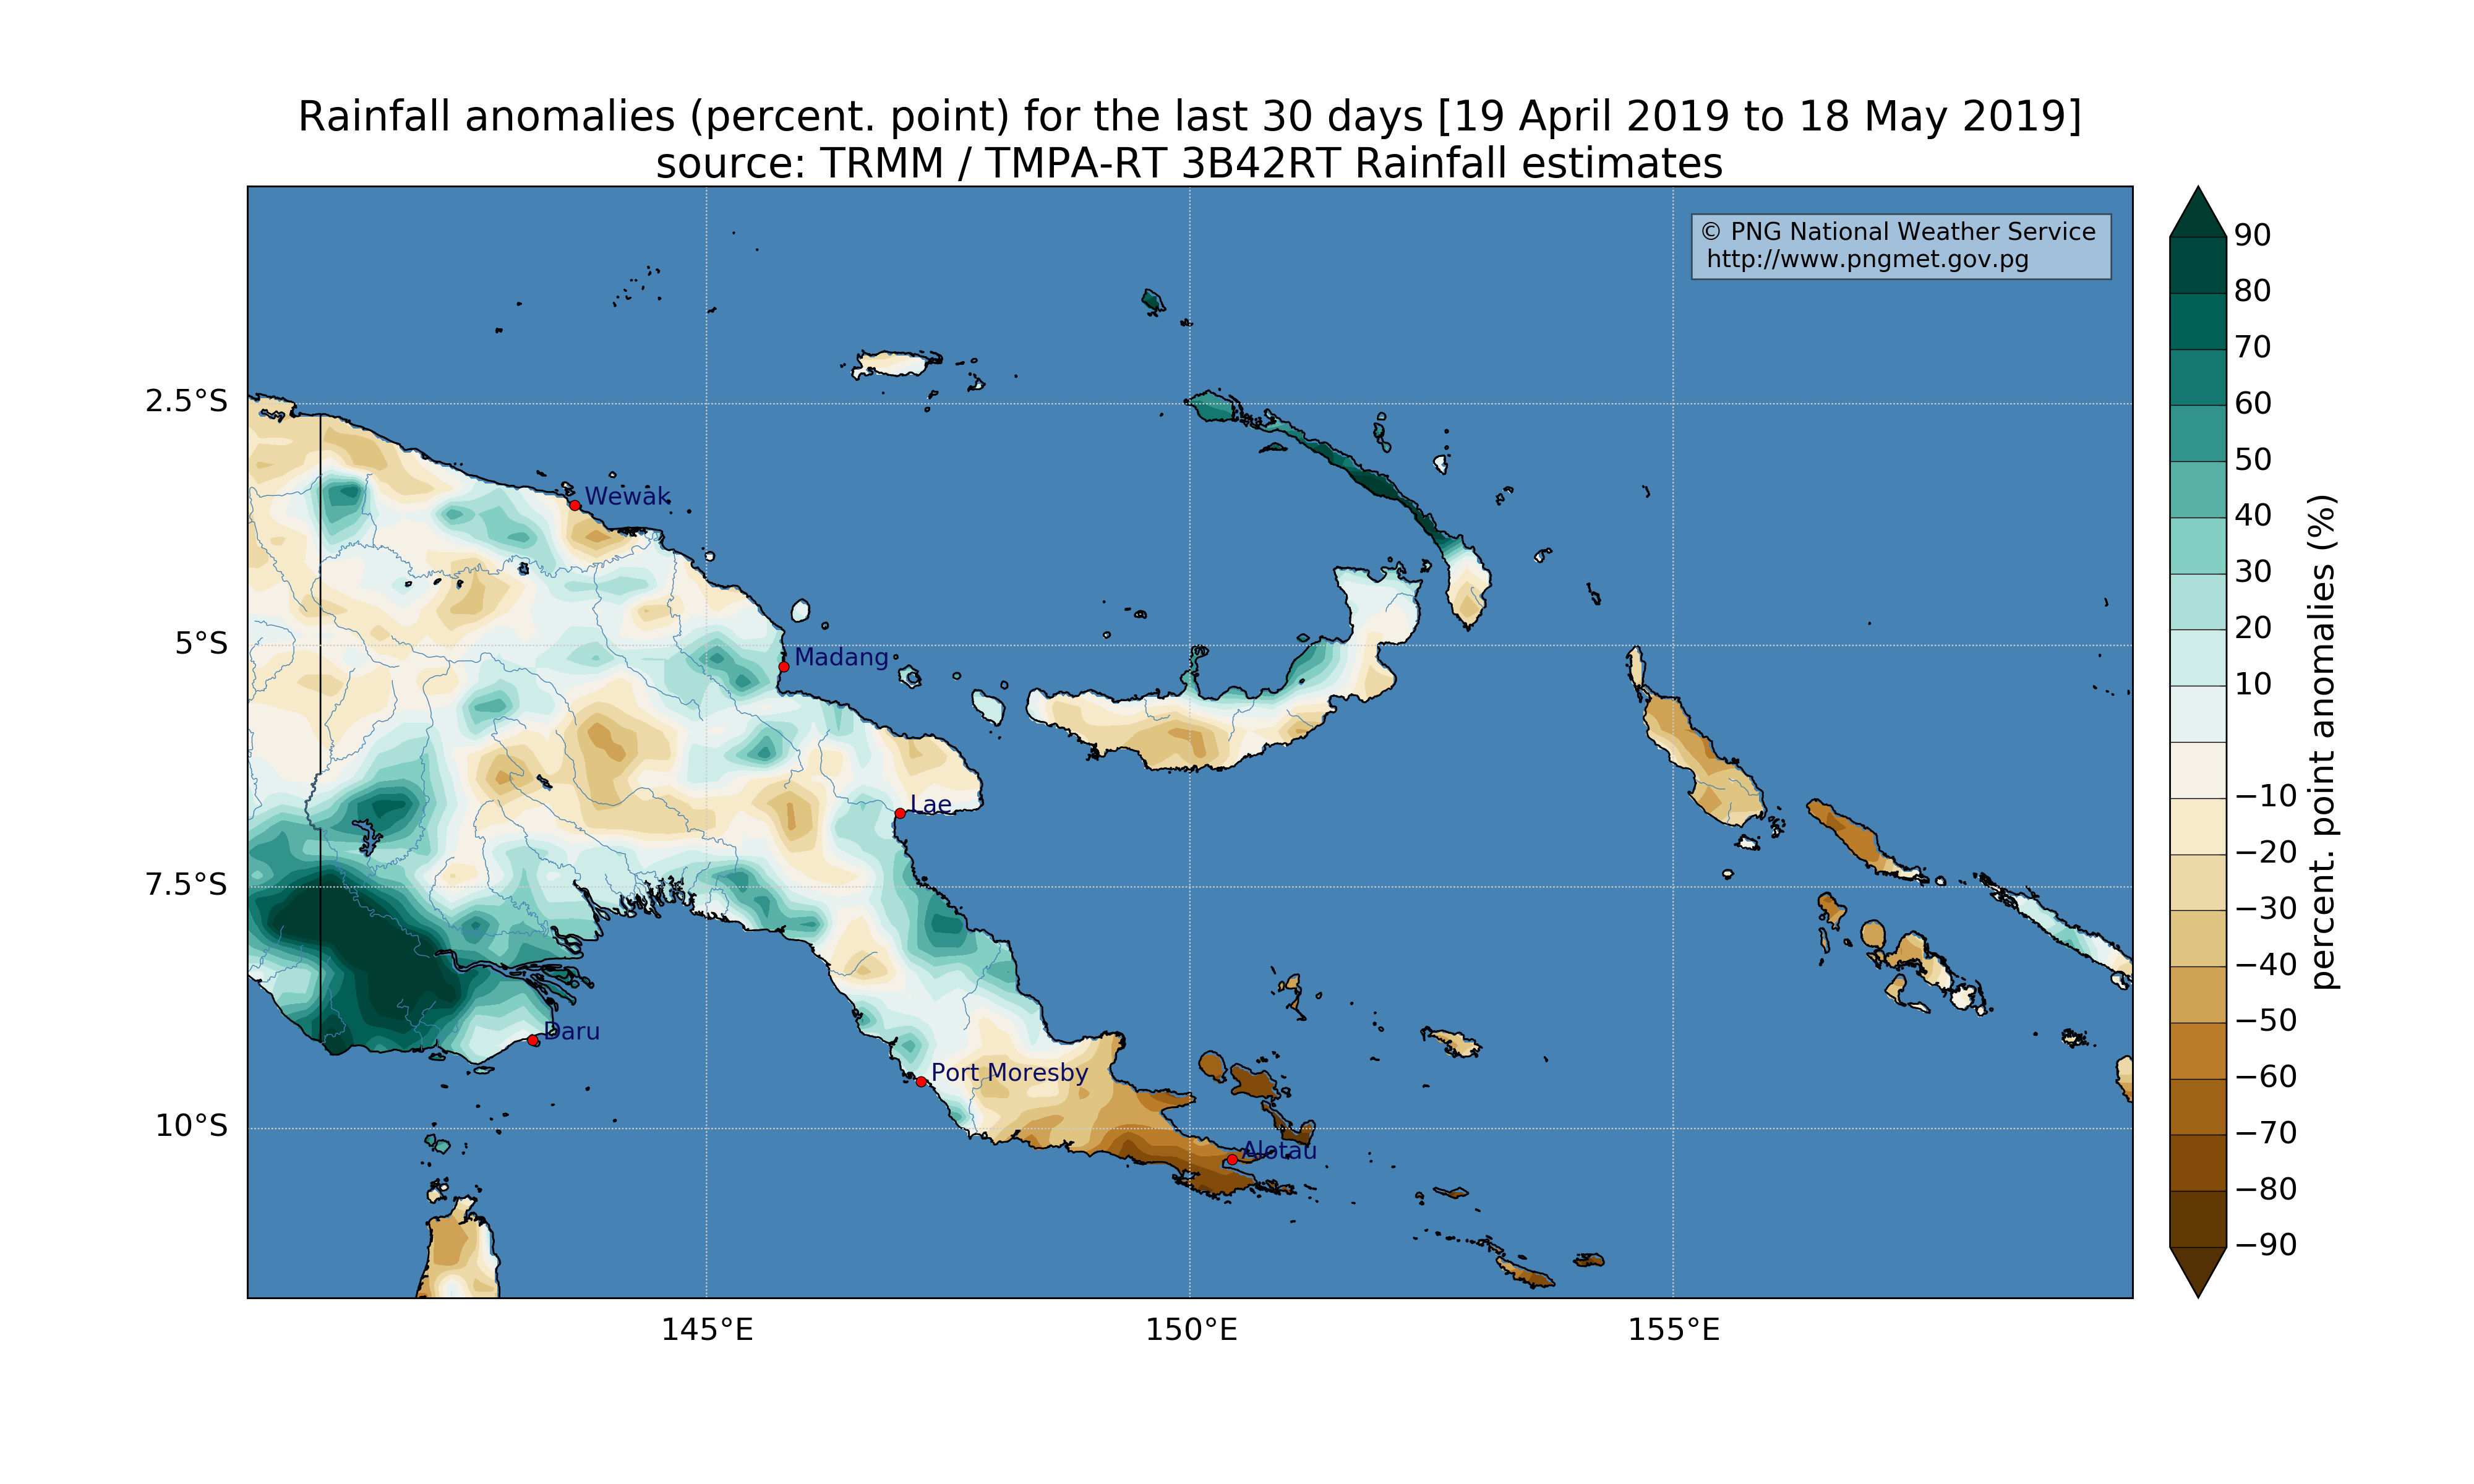 Rainfall anomalies (percent. point) for the last 30 days [19 April 2019 to 18 May 2019]
source: TRMM / TMPA-RT 3B42RT Rainfall estimates
© PNG National Weather Service
http://www.pngmet.gov.pg
2.5°S
5°S
7.5°S
10°S
Wewak
Madang
Lae
Daru
Port Moresby
Alotau
145°E
150°E
155°E
90
80
70
60
50
40
30
20
10
−10
−20
−30
−40
−50
−60
−70
−80
−90
percent. point anomalies (%)